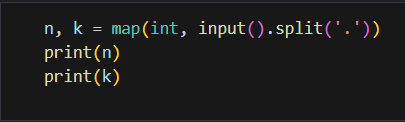 n, k = map(int, input().split('.'))
print(n)
print(k)